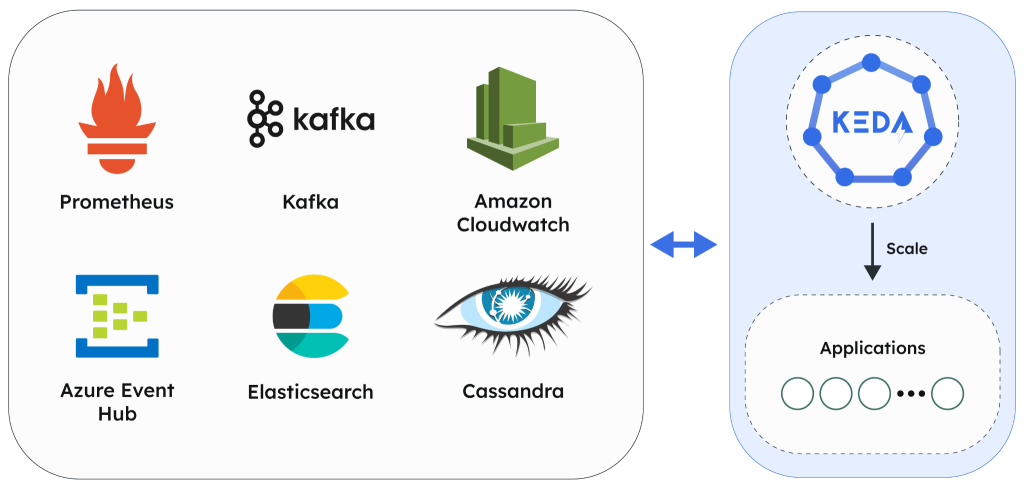 kafka
Prometheus
Kafka
Amazon
Cloudwatch
Azure Event
Hub
Elasticsearch
Cassandra
KEDA
Scale
Applications